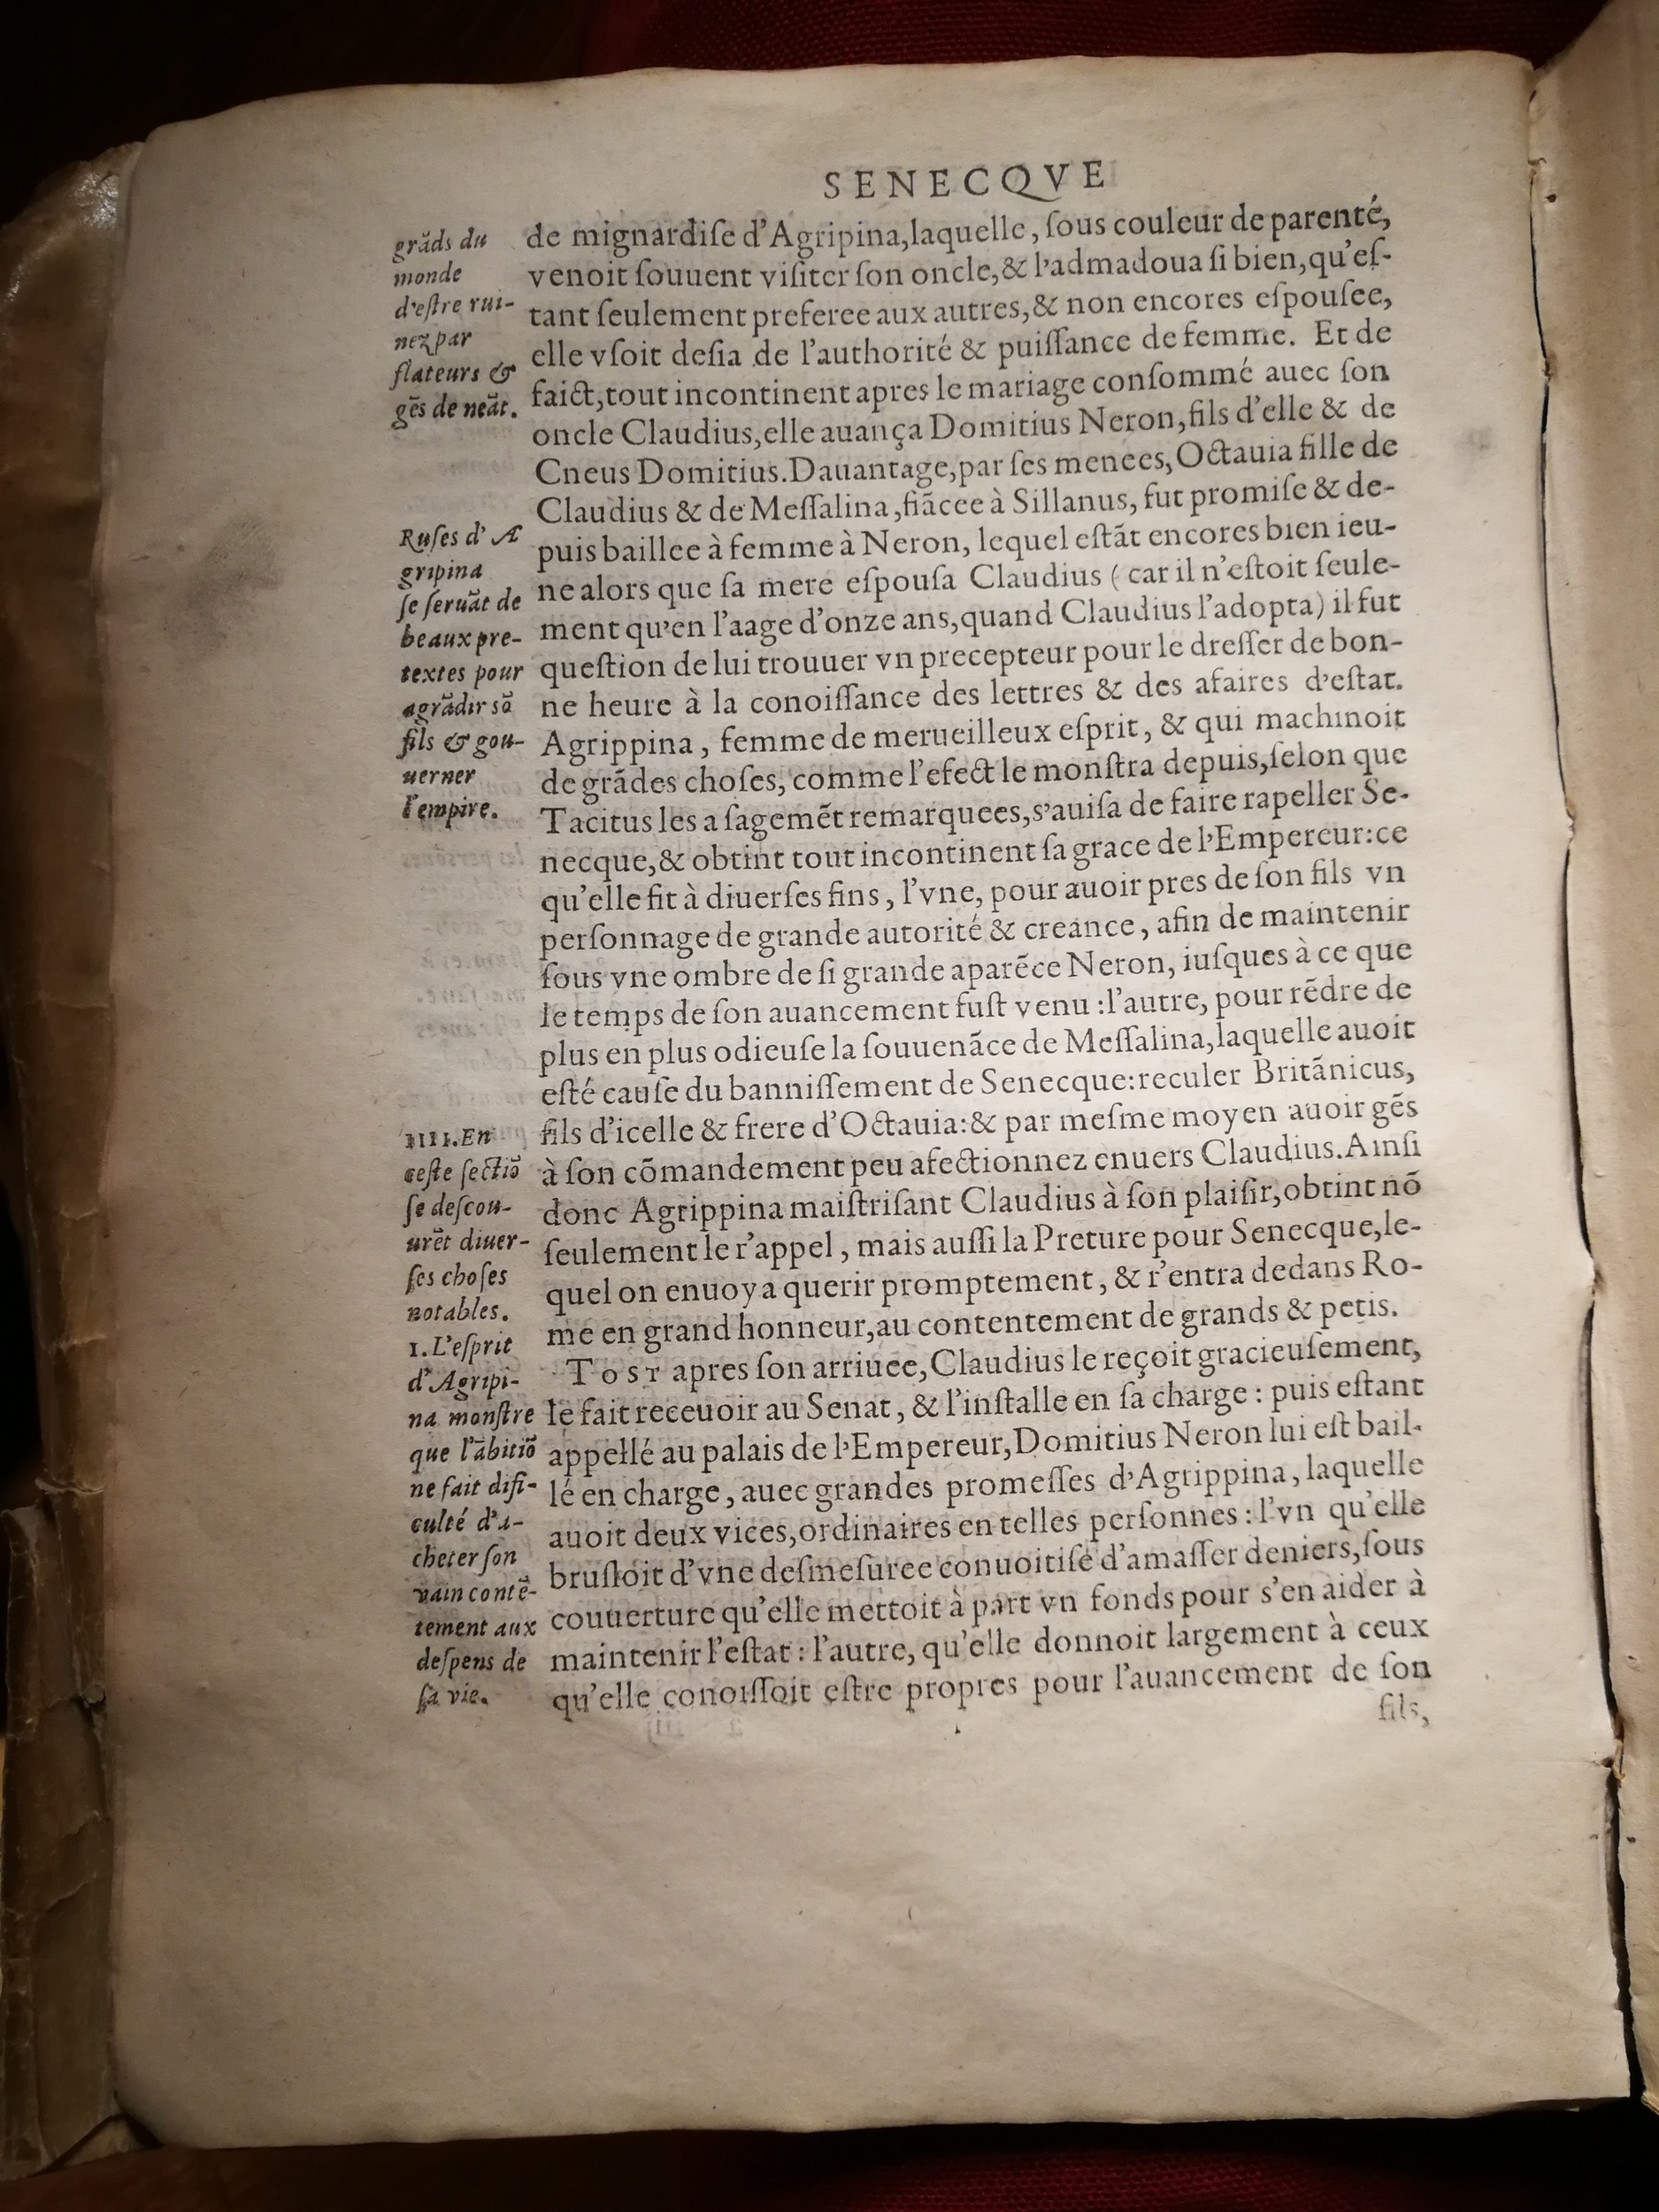 SENECQVE
grãds du
monde
d'eſtre rui-
nez par
flateurs &
gẽs de neãt.
de mignardiſe d'Agripina,laquelle, ſous couleur de parenté,
venoit ſouuent viſiter ſon oncle,& l'admadoua ſi bien,qu'eſ-
tant ſeulement preferee aux autres,& non encores eſpouſee,
elle vſoit deſia de l'authorité & puiſſance de femme. Et de
faict,tout incontinent apres le mariage conſommé auec ſon
oncle Claudius,elle auança Domitius Neron,fils d'elle & de
Cneus Domitius.Dauantage,par ſes menees,Octauia fille de
Claudius & de Meſſalina,fiãcee à Sillanus, fut promiſe & de-
puis baillee à femme à Neron, lequel eſtãt encores bien ieu-
ne alors que ſa mere eſpouſa Claudius ( car il n'eſtoit ſeule-
ment qu'en l'aage d'onze ans,quand Claudius l'adopta) il fut
queſtion de lui trouuer vn precepteur pour le dreſſer de bon-
ne heure à la conoiſſance des lettres & des afaires d'eſtat.
Agrippina, femme de merueilleux eſprit, & qui machinoit
de grãdes choſes, comme l'efect le monſtra depuis,ſelon que
Tacitus les a ſagemẽt remarquees,s'auiſa de faire rapeller Se-
necque,& obtint tout incontinent ſa grace de l'Empereur:ce
qu'elle fit à diuerſes fins, l'vne, pour auoir pres de ſon fils vn
perſonnage de grande autorité & creance, afin de maintenir
ſous vne ombre de ſi grande aparẽce Neron, iuſques à ce que
le temps de ſon auancement fuſt venu :l'autre, pour rẽdre de
plus en plus odieuſe la ſouuenãce de Meſſalina,laquelle auoit
eſté cauſe du banniſſement de Senecque:reculer Britãnicus,
fils d'icelle & frere d'Octauia:& par meſme moyen auoir gẽs
à ſon cõmandement peu afectionnez enuers Claudius.Ainſi
donc Agrippina maiſtriſant Claudius à ſon plaiſir,obtint nõ
ſeulement le r'appel, mais auſſi la Preture pour Senecque,le-
quel on enuoya querir promptement, & r'entra dedans Ro-
me en grand honneur,au contentement de grands & petis.
Ruſes d'A
gripina
ſe ſeruãt de
beaux pre-
textes pour
agrãdir sõ
fils & gou-
uerner
l'empire.
IIII. En
ceſte ſectiõ
ſe deſcou-
urẽt diuer-
ſes choſes
notables.
1. L'eſprit
d'Agripi-
na monſtre
que l'ãbitiõ
ne fait difi-
culté d'a-
cheter ſon
vain contẽ-
tement aux
deſpens de
ſa vie.
TOST apres ſon arriuee,Claudius le reçoit gracieuſement,
le fait receuoir au Senat, & l'inſtalle en ſa charge : puis eſtant
appellé au palais de l'Empereur,Domitius Neron lui eſt bail-
lé en charge, auec grandes promeſſes d'Agrippina, laquelle
auoit deux vices,ordinaires en telles perſonnes : l'vn qu'elle
bruſloit d'vne deſmeſuree conuoitiſe d'amaſſer deniers,ſous
couuerture qu'elle mettoit à part vn fonds pour s'en aider à
maintenir l'eſtat : l'autre, qu'elle donnoit largement à ceux
qu'elle conoiſſoit eſtre propres pour l'auancement de ſon
fils,